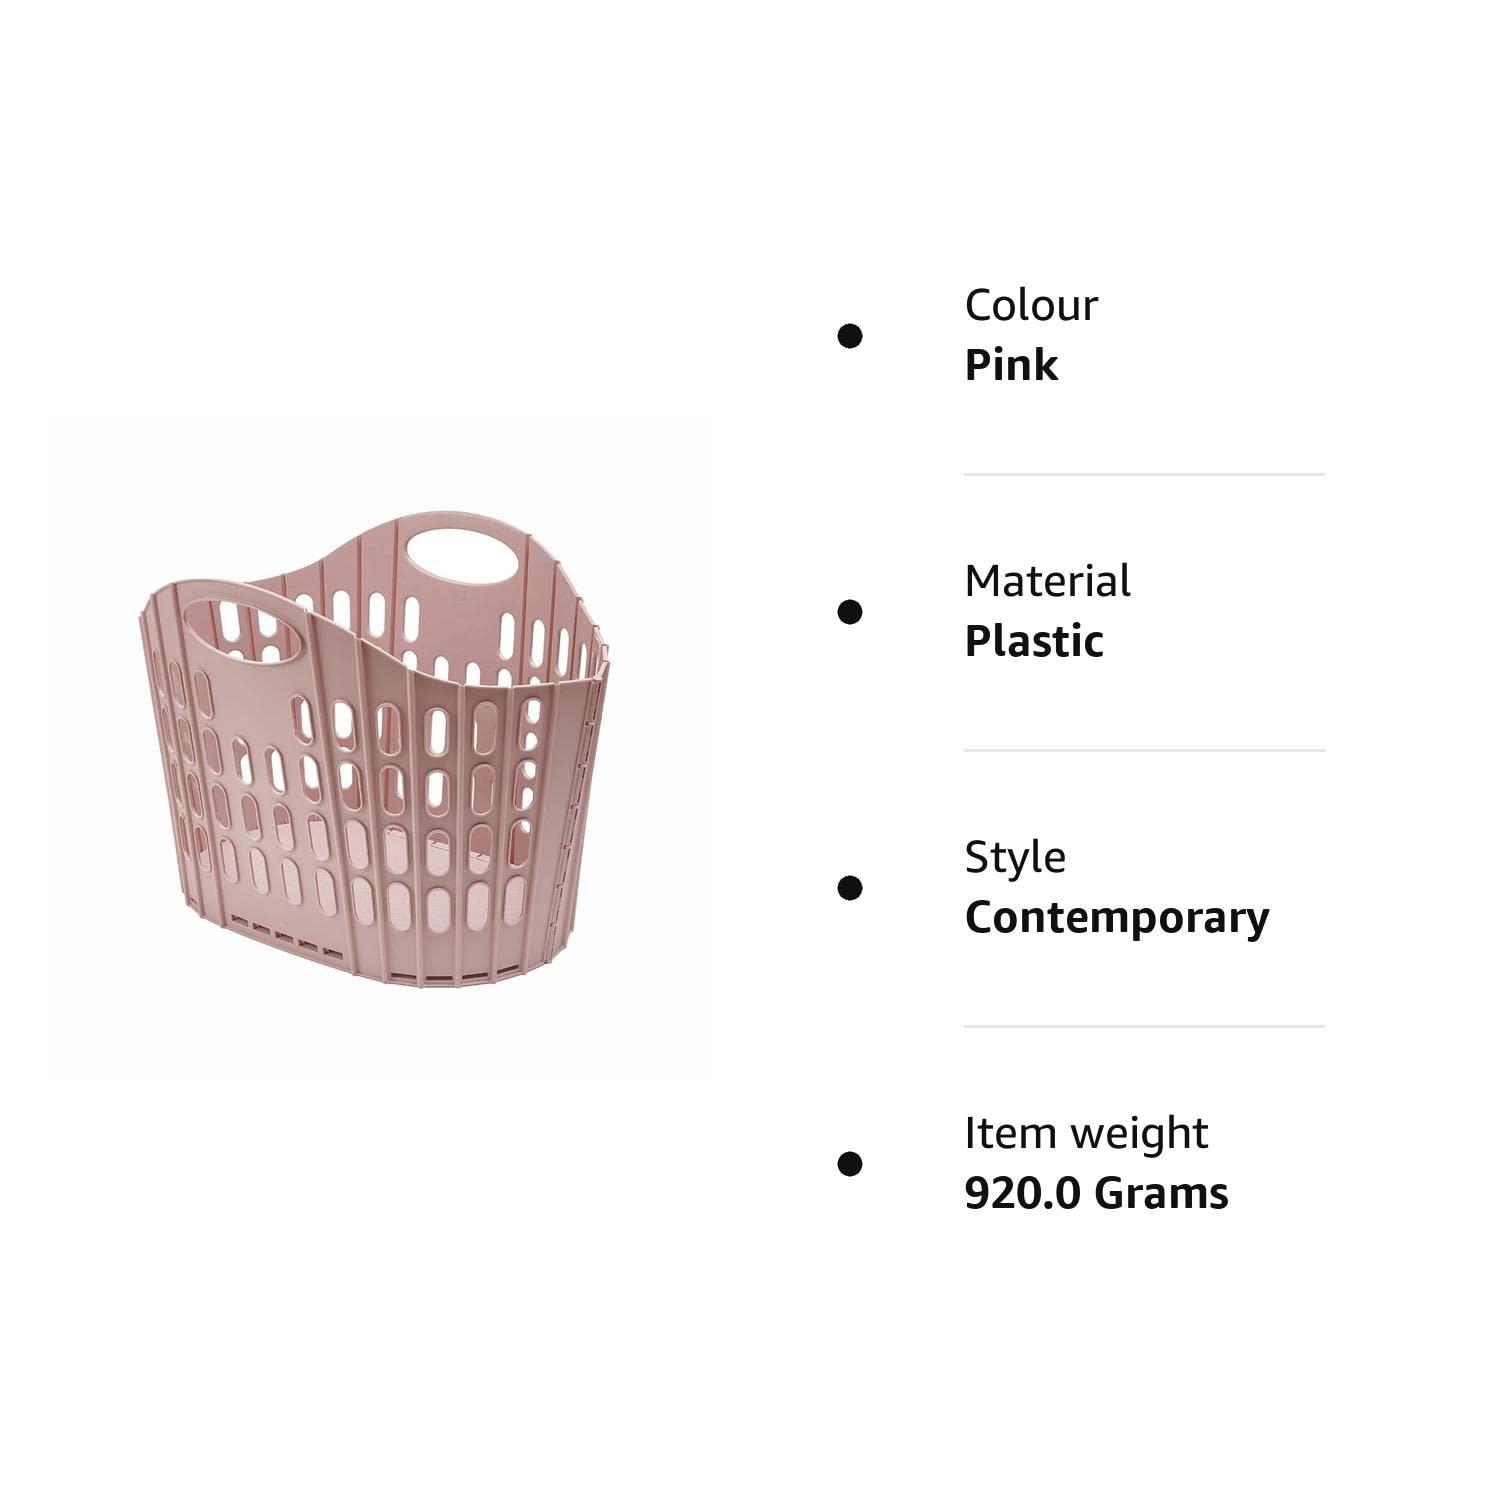 Colour
Pink
Material
Plastic
Style
Contemporary
Item weight
920.0 Grams